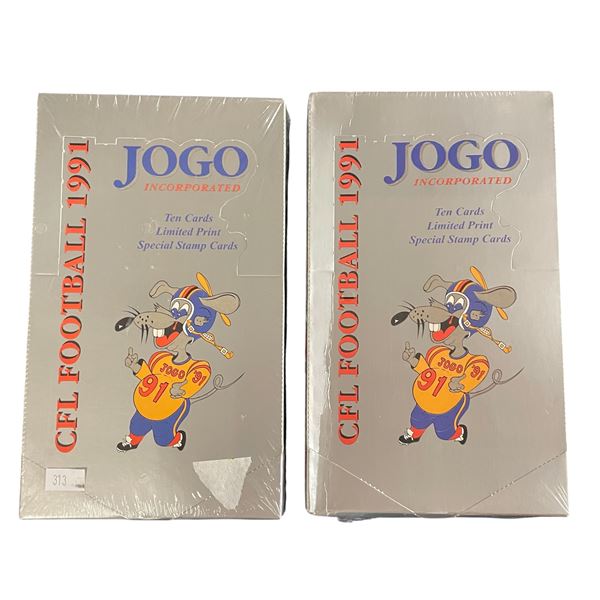 CFL FOOTBALL 1991
JOGO
INCORPORATED
Ten Cards
Limited Print
Special Stamp Cards
JOGO '91
91
313
CFL FOOTBALL 1991
JOGO
INCORPORATED
Ten Cards
Limited Print
Special Stamp Cards
JOGO '91
91